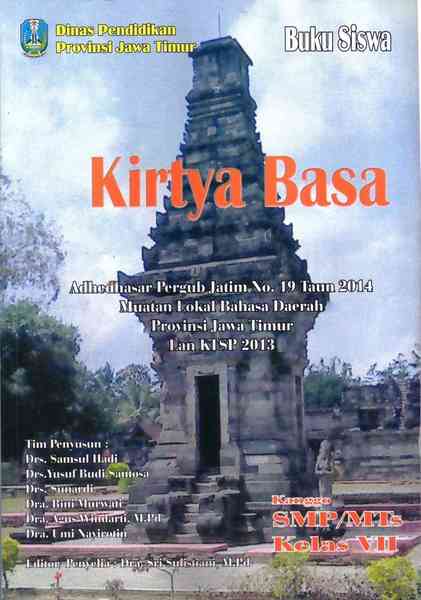 Dinas Pendidikan
Provinsi Jawa Timur
Buku Siswa
Kirtya Basa
Adhedhasar Pergub Jatim No. 19 Taun 2014
Muatan Lokal Bahasa Daerah
Provinsi Jawa Timur
Lan KTSP 2013
Tim Penyusun :
Drs. Samsul Hadi
Drs.Yusuf Budi Santosa
Drs. Sunardi
Dra. Bini Murwati
Dra. Agus Windarti. M.Pd
Dra. Umi Nayirotin
Editor/Penyelia : Dra. Sri Sulistiani, M.Pd
Kanggo
SMP/MTs
Kelas VII